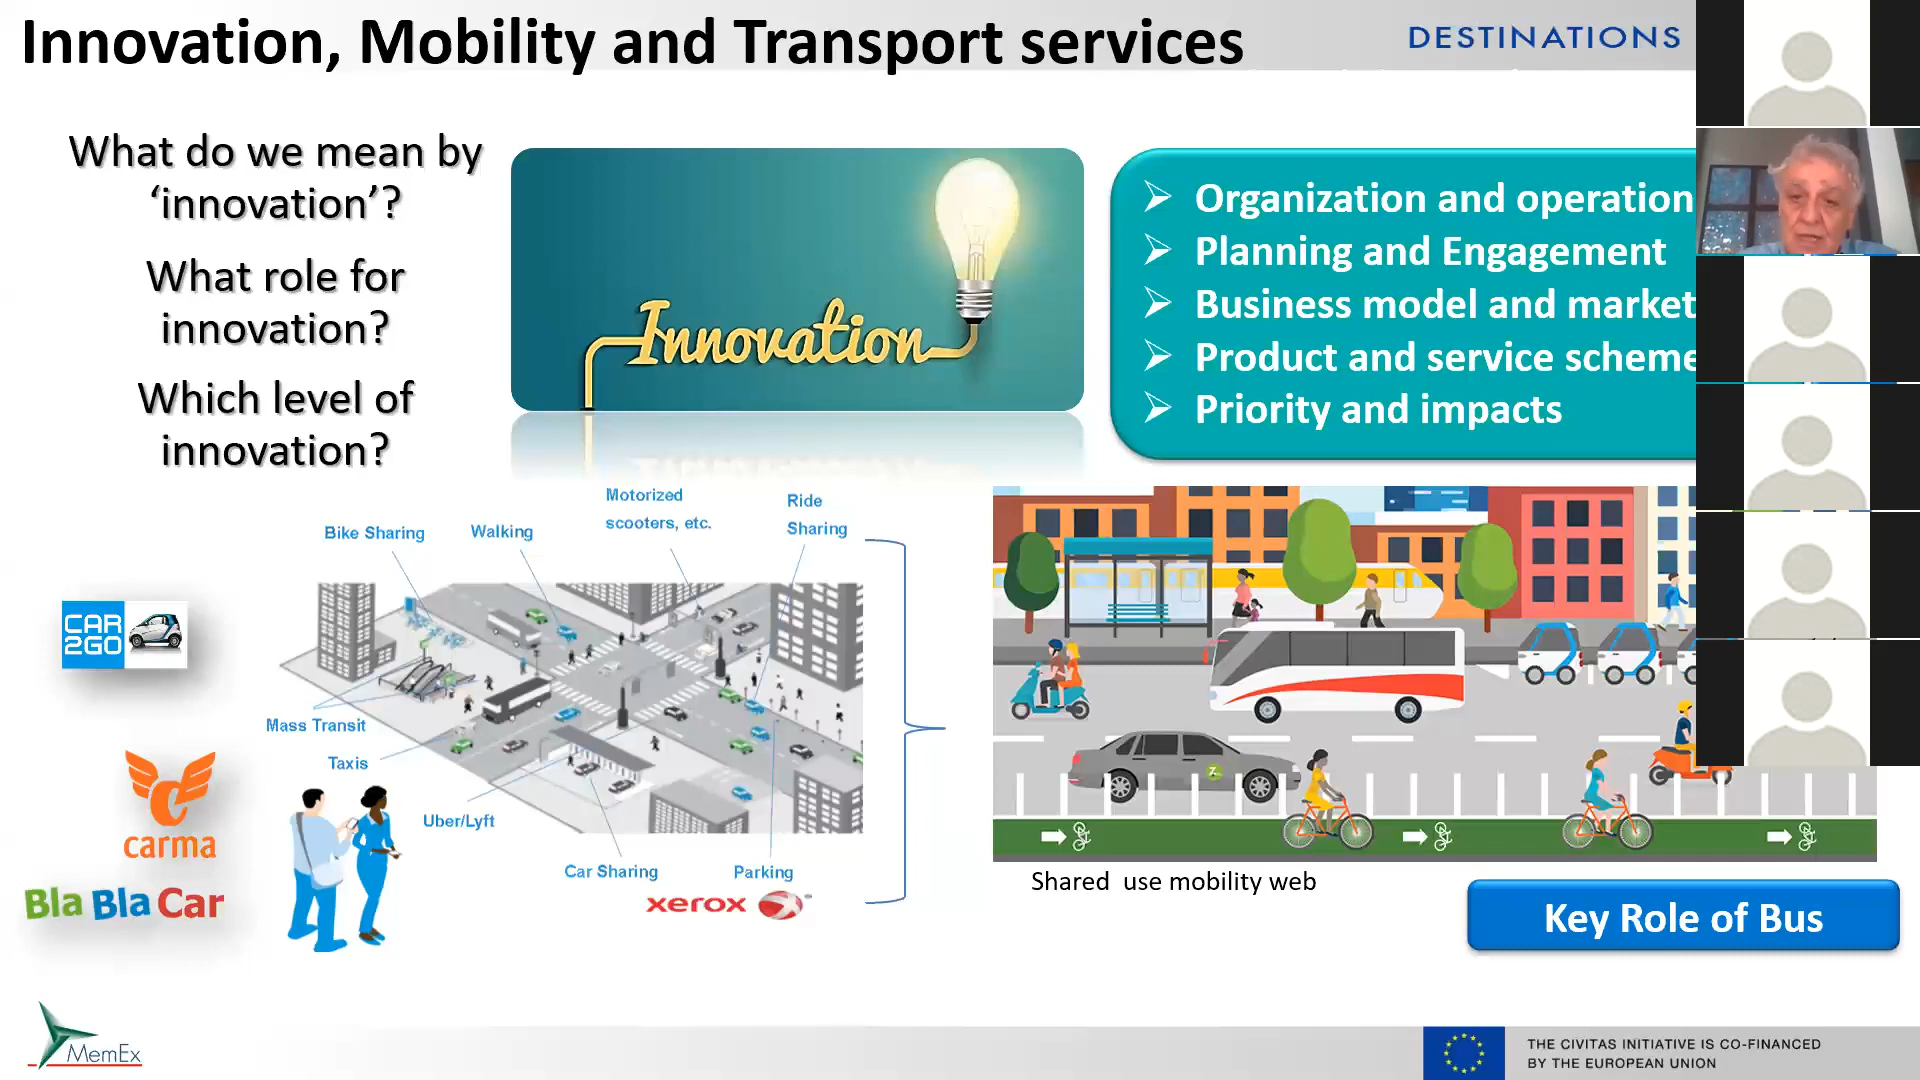 Innovation, Mobility and Transport services
DESTINATIONS
What do we mean by
‘innovation’?
What role for
innovation?
Which level of
innovation?
Innovation
Organization and operation
Planning and Engagement
Business model and market
Product and service scheme
Priority and impacts
Motorized
scooters, etc.
Ride
Sharing
Bike Sharing
Walking
CAR
2GO
Mass Transit
Taxis
Uber/Lyft
Car Sharing
Parking
carma
Bla Bla Car
xerox
Shared use mobility web
Key Role of Bus
MemEx
THE CIVITAS INITIATIVE IS CO-FINANCED
BY THE EUROPEAN UNION